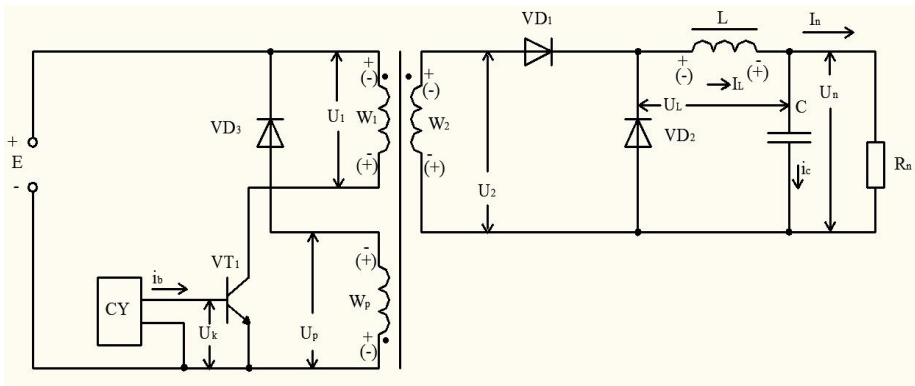 VD1
L
In
+
(-)
+
(-)
+
(-)
-
(+)
IL
UL
C
Un
U1
W1
W2
VD3
VD2
+
E
-
-
(+)
-
(+)
U2
ic
Rn
VT1
ib
-
(+)
CY
Uk
Up
Wp
+
(-)